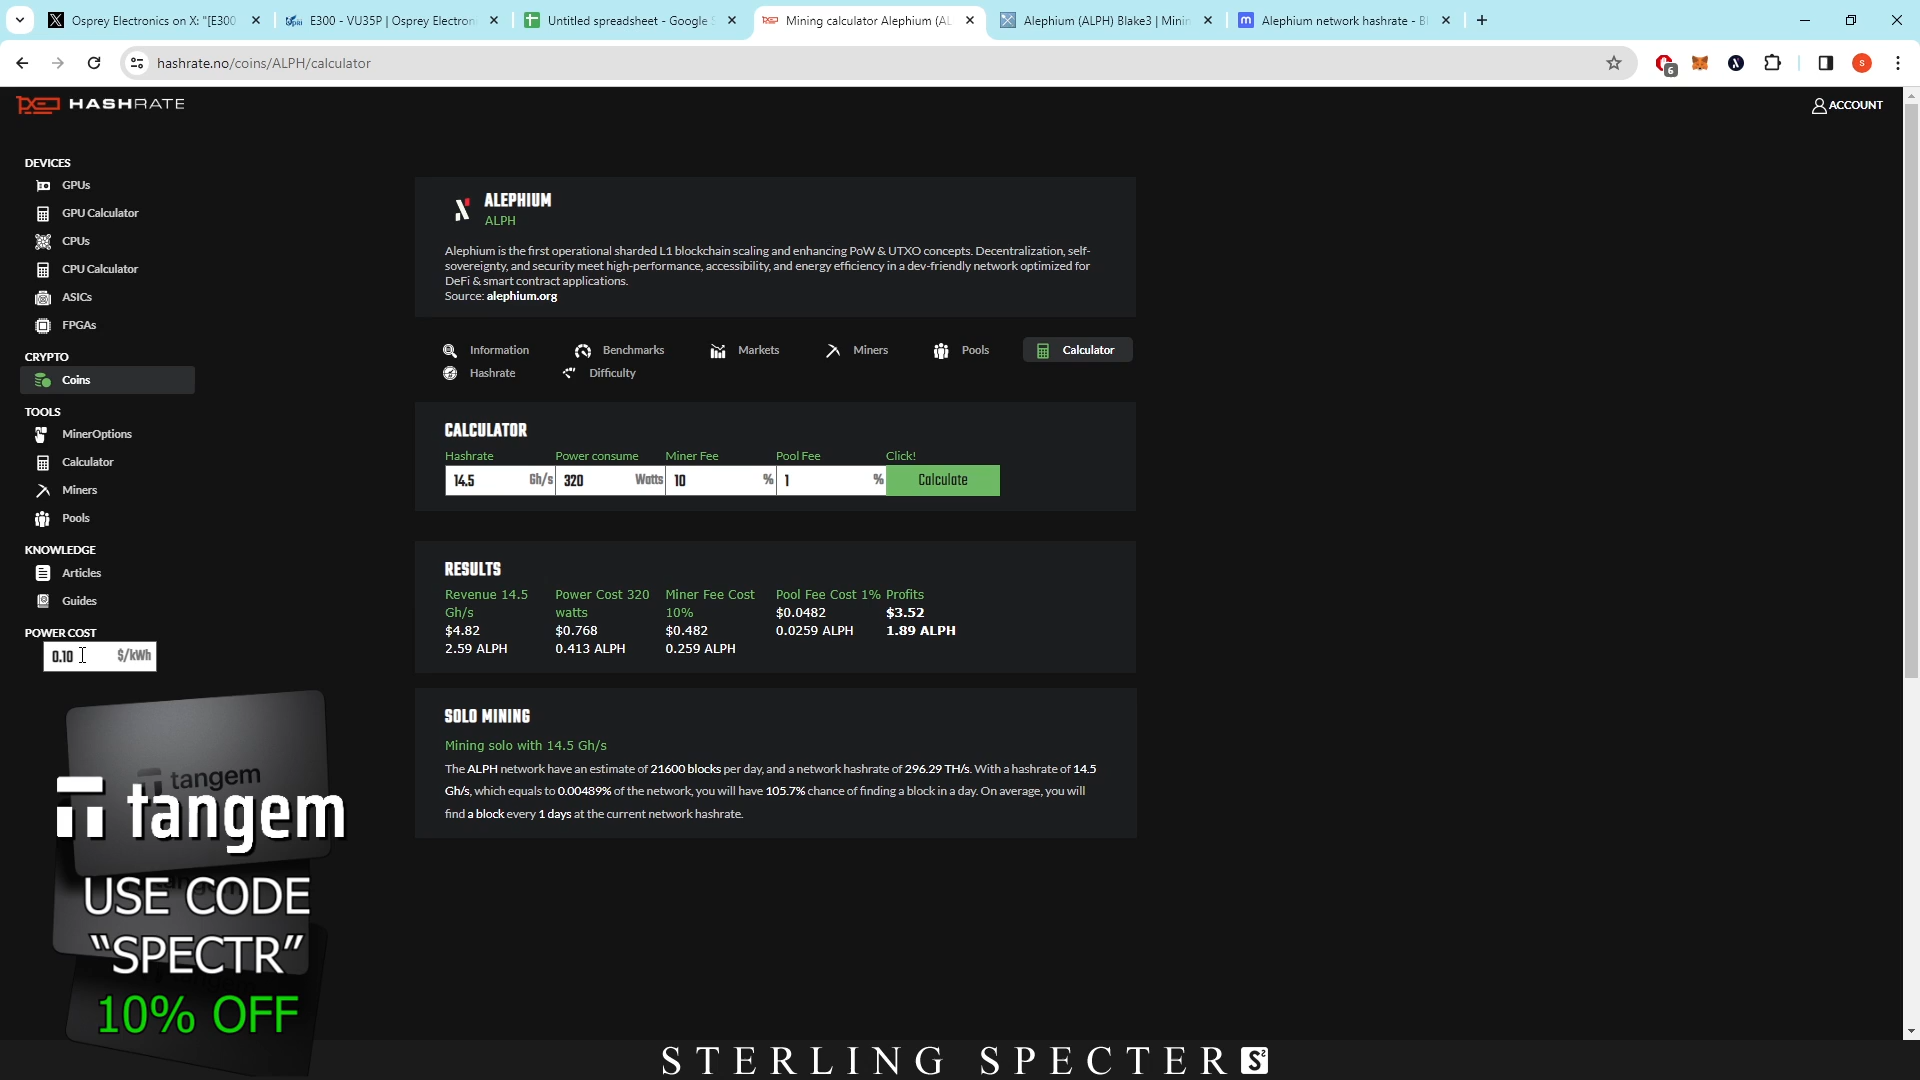 Osprey Electronics on X: "[E300
E300 - VU35P | Osprey Electroni
Untitled spreadsheet - Google S
Mining calculator Alephium (AL
Alephium (ALPH) Blake3 | Minin
Alephium network hashrate - Bl
hashrate.no/coins/ALPH/calculator
6
S
HASHRATE
ACCOUNT
DEVICES
GPUs
GPU Calculator
CPUs
CPU Calculator
ASICs
FPGAs
CRYPTO
Coins
TOOLS
MinerOptions
Calculator
Miners
Pools
KNOWLEDGE
Articles
Guides
POWER COST
0.10 $/kWh
ALEPHIUM
ALPH
Alephium is the first operational sharded L1 blockchain scaling and enhancing PoW & UTXO concepts. Decentralization, self-
sovereignty, and security meet high-performance, accessibility, and energy efficiency in a dev-friendly network optimized for
DeFi & smart contract applications.
Source: alephium.org
Information Benchmarks Markets Miners Pools Calculator
Hashrate Difficulty
CALCULATOR
Hashrate Power consume Miner Fee Pool Fee Click!
14.5 Gh/s 320 Watts 10 % 1 % Calculate
RESULTS
Revenue 14.5 Gh/s
$4.82
2.59 ALPH
Power Cost 320 watts
$0.768
0.413 ALPH
Miner Fee Cost 10%
$0.482
0.259 ALPH
Pool Fee Cost 1%
$0.0482
0.0259 ALPH
Profits
$3.52
1.89 ALPH
SOLO MINING
Mining solo with 14.5 Gh/s
The ALPH network have an estimate of 21600 blocks per day, and a network hashrate of 296.29 TH/s. With a hashrate of 14.5
Gh/s, which equals to 0.00489% of the network, you will have 105.7% chance of finding a block in a day. On average, you will
find a block every 1 days at the current network hashrate.
tangem
tangem
USE CODE
"SPECTR"
10% OFF
STERLING SPECTER S²